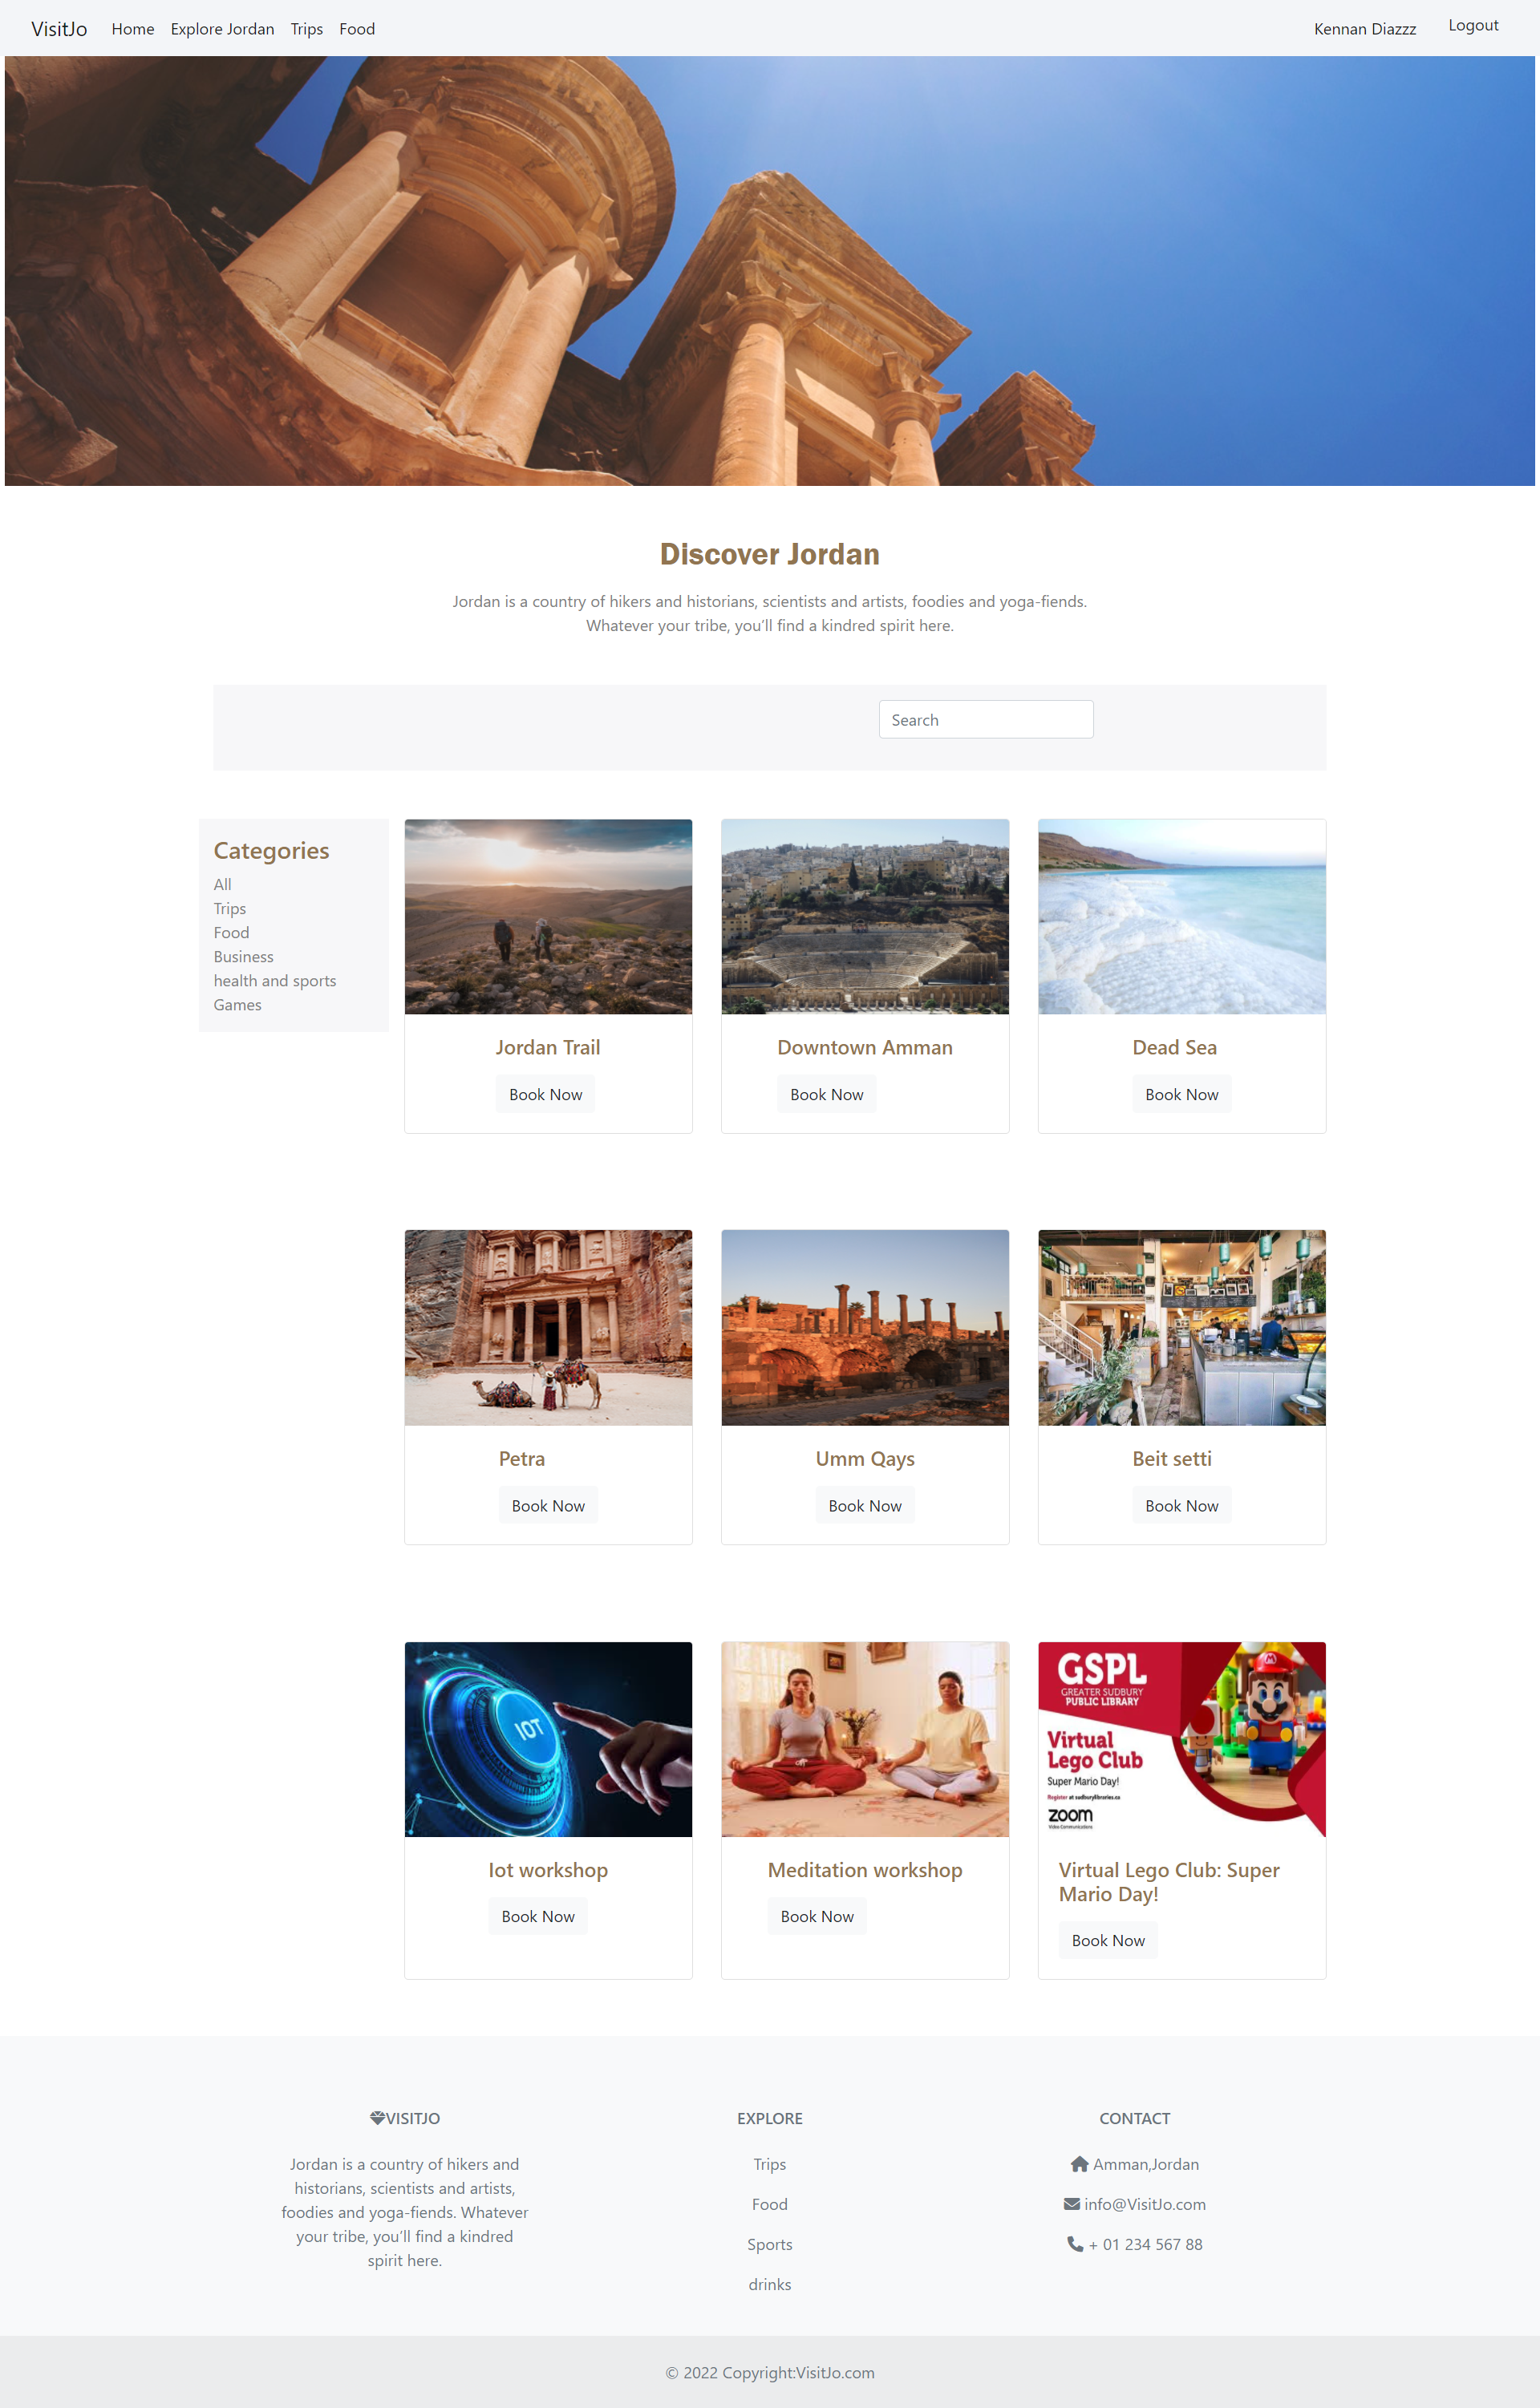 VisitJo
Home
Explore Jordan
Trips
Food
Kennan Diazzz
Logout
Discover Jordan
Jordan is a country of hikers and historians, scientists and artists, foodies and yoga-fiends.
Whatever your tribe, you'll find a kindred spirit here.
Search
Categories
All
Trips
Food
Business
health and sports
Games
Jordan Trail
Book Now
Downtown Amman
Book Now
Dead Sea
Book Now
Petra
Book Now
Umm Qays
Book Now
Beit setti
Book Now
IOT
Iot workshop
Book Now
Meditation workshop
Book Now
GSPL
GREATER SUDBURY
PUBLIC LIBRARY
Virtual
Lego Club
Super Mario Day!
Register at sudburylibraries.ca
zoom
Video Communications
Virtual Lego Club: Super
Mario Day!
Book Now
VISITJO
Jordan is a country of hikers and
historians, scientists and artists,
foodies and yoga-fiends. Whatever
your tribe, you'll find a kindred
spirit here.
EXPLORE
Trips
Food
Sports
drinks
CONTACT
Amman,Jordan
info@VisitJo.com
+ 01 234 567 88
© 2022 Copyright:VisitJo.com